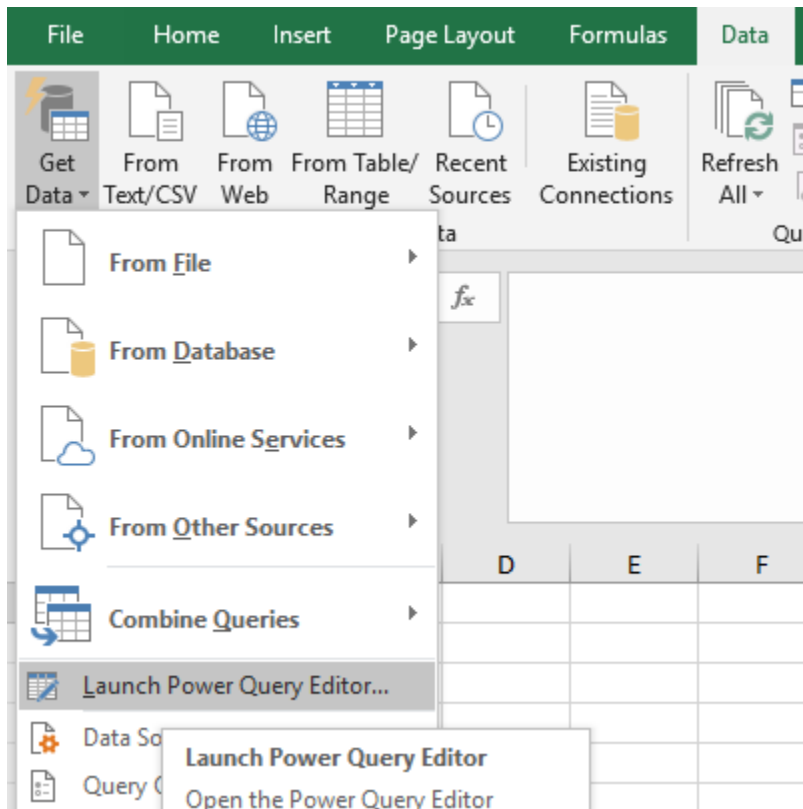 File Home Insert Page Layout Formulas Data
Get From From From Table/ Recent Existing Refresh
Data Text/CSV Web Range Sources Connections All
ta Qu
From File
fx
From Database
From Online Services
From Other Sources
D E F
Combine Queries
Launch Power Query Editor...
Data So
Launch Power Query Editor
Query
Open the Power Query Editor